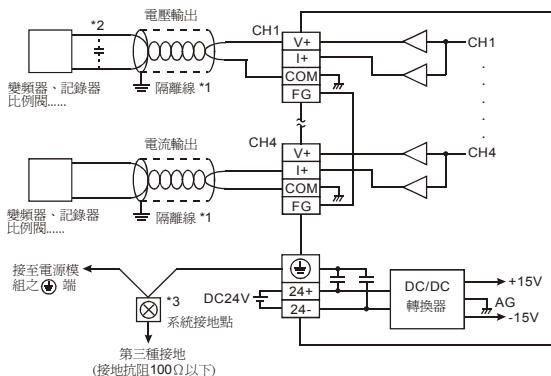 電壓輸出
*2
CH1
V+
I+
COM
FG
CH1
隔離線 *1
變頻器、記錄器
比例閥......
電流輸出
CH4
V+
I+
COM
FG
CH4
隔離線 *1
變頻器、記錄器
比例閥......
接至電源模
組之 端
*3
系統接地點
第三種接地
(接地抗阻100Ω以下)
DC24V
24+
24-
DC/DC
轉換器
+15V
AG
-15V